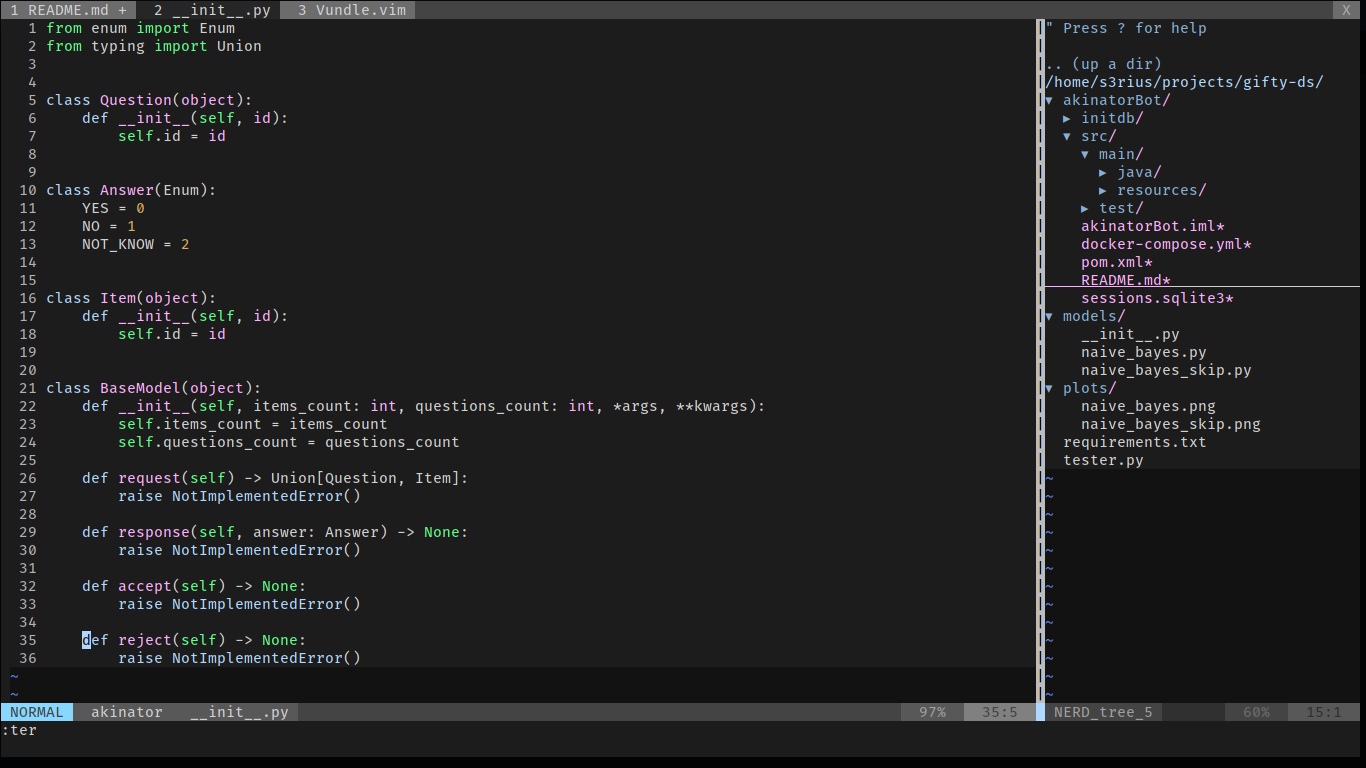 1 README.md + 2 __init__.py 3 Vundle.vim X
1 from enum import Enum
2 from typing import Union
3
4
5 class Question(object):
6     def __init__(self, id):
7         self.id = id
8
9
10 class Answer(Enum):
11     YES = 0
12     NO = 1
13     NOT_KNOW = 2
14
15
16 class Item(object):
17     def __init__(self, id):
18         self.id = id
19
20
21 class BaseModel(object):
22     def __init__(self, items_count: int, questions_count: int, *args, **kwargs):
23         self.items_count = items_count
24         self.questions_count = questions_count
25
26     def request(self) -> Union[Question, Item]:
27         raise NotImplementedError()
28
29     def response(self, answer: Answer) -> None:
30         raise NotImplementedError()
31
32     def accept(self) -> None:
33         raise NotImplementedError()
34
35     def reject(self) -> None:
36         raise NotImplementedError()
~
~
" Press ? for help
.. (up a dir)
/home/s3rius/projects/gifty-ds/
▼ akinatorBot/
▶ initdb/
▼ src/
▼ main/
▶ java/
▶ resources/
▶ test/
akinatorBot.iml*
docker-compose.yml*
pom.xml*
README.md*
sessions.sqlite3*
▼ models/
__init__.py
naive_bayes.py
naive_bayes_skip.py
▼ plots/
naive_bayes.png
naive_bayes_skip.png
requirements.txt
tester.py
~
~
~
~
~
~
~
~
~
~
~
~
~
NORMAL akinator __init__.py 97% 35:5 NERD_tree_5 60% 15:1
:ter